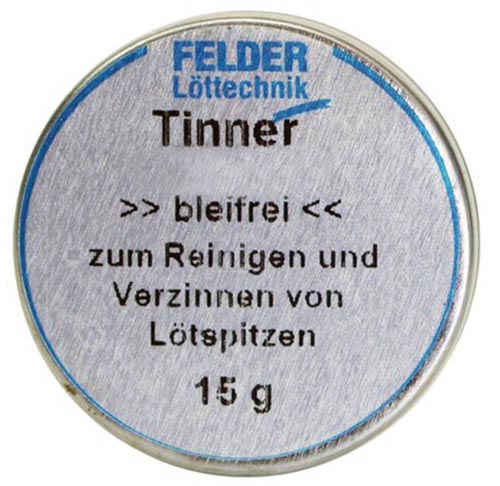 FELDER
Löttechnik
Tinner
>> bleifrei <<
zum Reinigen und
Verzinnen von
Lötspitzen
15 g